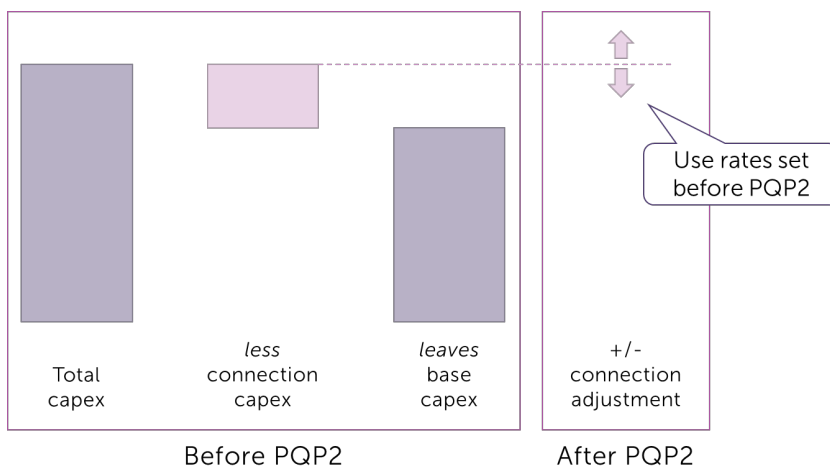 Use rates set
before PQP2
Total
capex
less
connection
capex
leaves
base
capex
+/-
connection
adjustment
Before PQP2
After PQP2